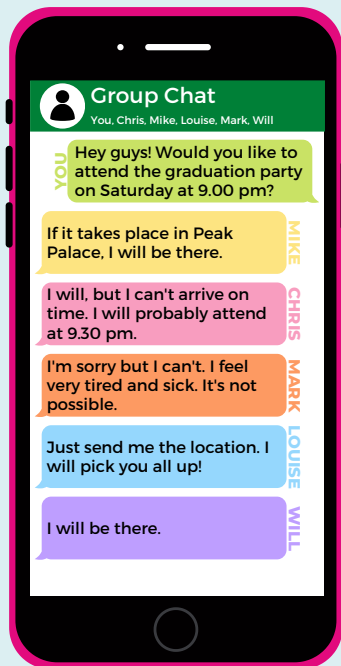 Group Chat
You, Chris, Mike, Louise, Mark, Will
YOU
Hey guys! Would you like to
attend the graduation party
on Saturday at 9.00 pm?
If it takes place in Peak
Palace, I will be there.
MIKE
I will, but I can't arrive on
time. I will probably attend
at 9.30 pm.
CHRIS
I'm sorry but I can't. I feel
very tired and sick. It's not
possible.
MARK
Just send me the location. I
will pick you all up!
LOUISE
I will be there.
WILL